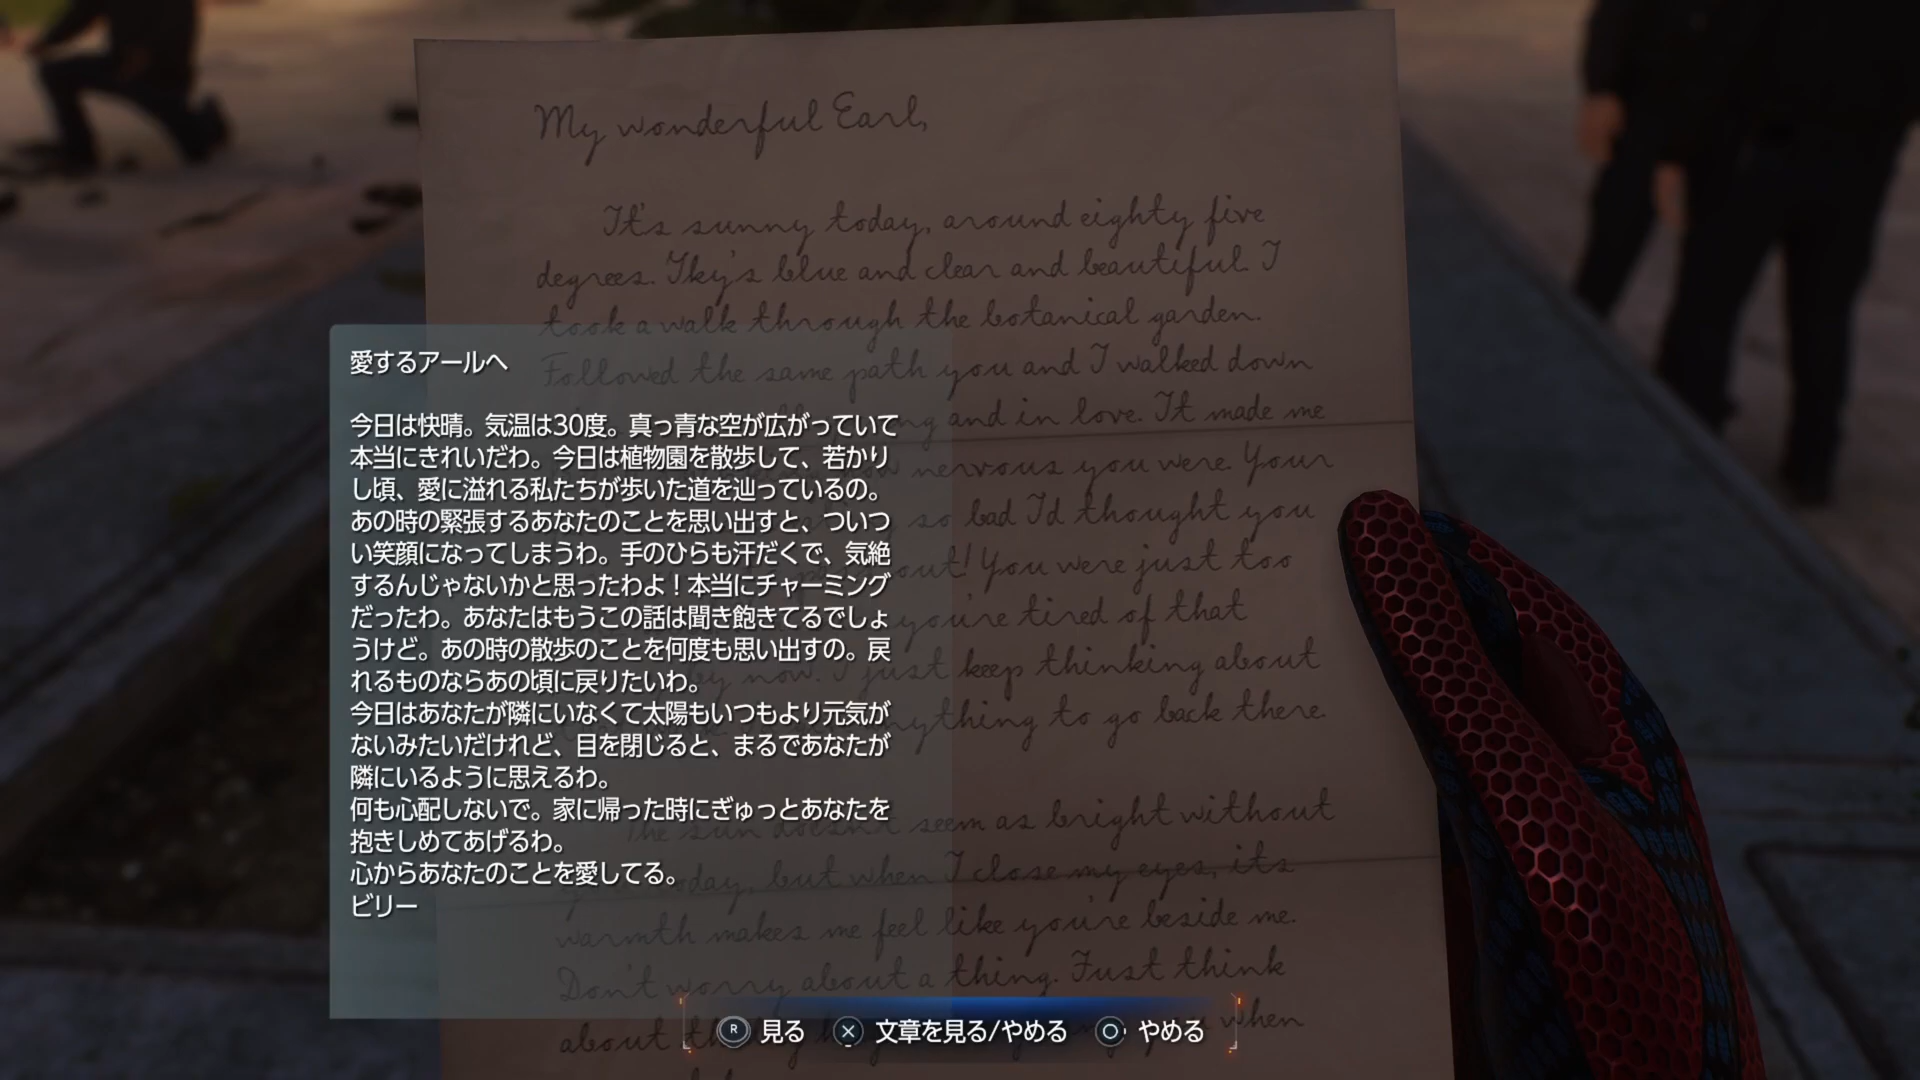 My wonderful Earl,
It's sunny today, around eighty five
degrees. Sky's blue and clear and beautiful. I
took a walk through the botanical garden.
Followed the same path you and I walked down
and in love. It made me
nervous you were. Your
so bad I'd thought you
out! You were just too
you're tired of that
by now. I just keep thinking about
anything to go back there.
The sun doesn't seem as bright without
today, but when I close my eyes, its
warmth makes me feel like you're beside me.
Don't worry about a thing. Just think
about when
愛するアールへ
今日は快晴。気温は30度。真っ青な空が広がっていて
本当にきれいだわ。今日は植物園を散歩して、若かり
し頃、愛に溢れる私たちが歩いた道を辿っているの。
あの時の緊張するあなたのことを思い出すと、ついつ
い笑顔になってしまうわ。手のひらも汗だくで、気絶
するんじゃないかと思ったわよ！本当にチャーミング
だったわ。あなたはもうこの話は聞き飽きてるでしょ
うけど。あの時の散歩のことを何度も思い出すの。戻
れるものならあの頃に戻りたいわ。
今日はあなたが隣にいなくて太陽もいつもより元気が
ないみたいだけれど、目を閉じると、まるであなたが
隣にいるように思えるわ。
何も心配しないで。家に帰った時にぎゅっとあなたを
抱きしめてあげるわ。
心からあなたのことを愛してる。
ビリー
R 見る 文章を見る/やめる やめる